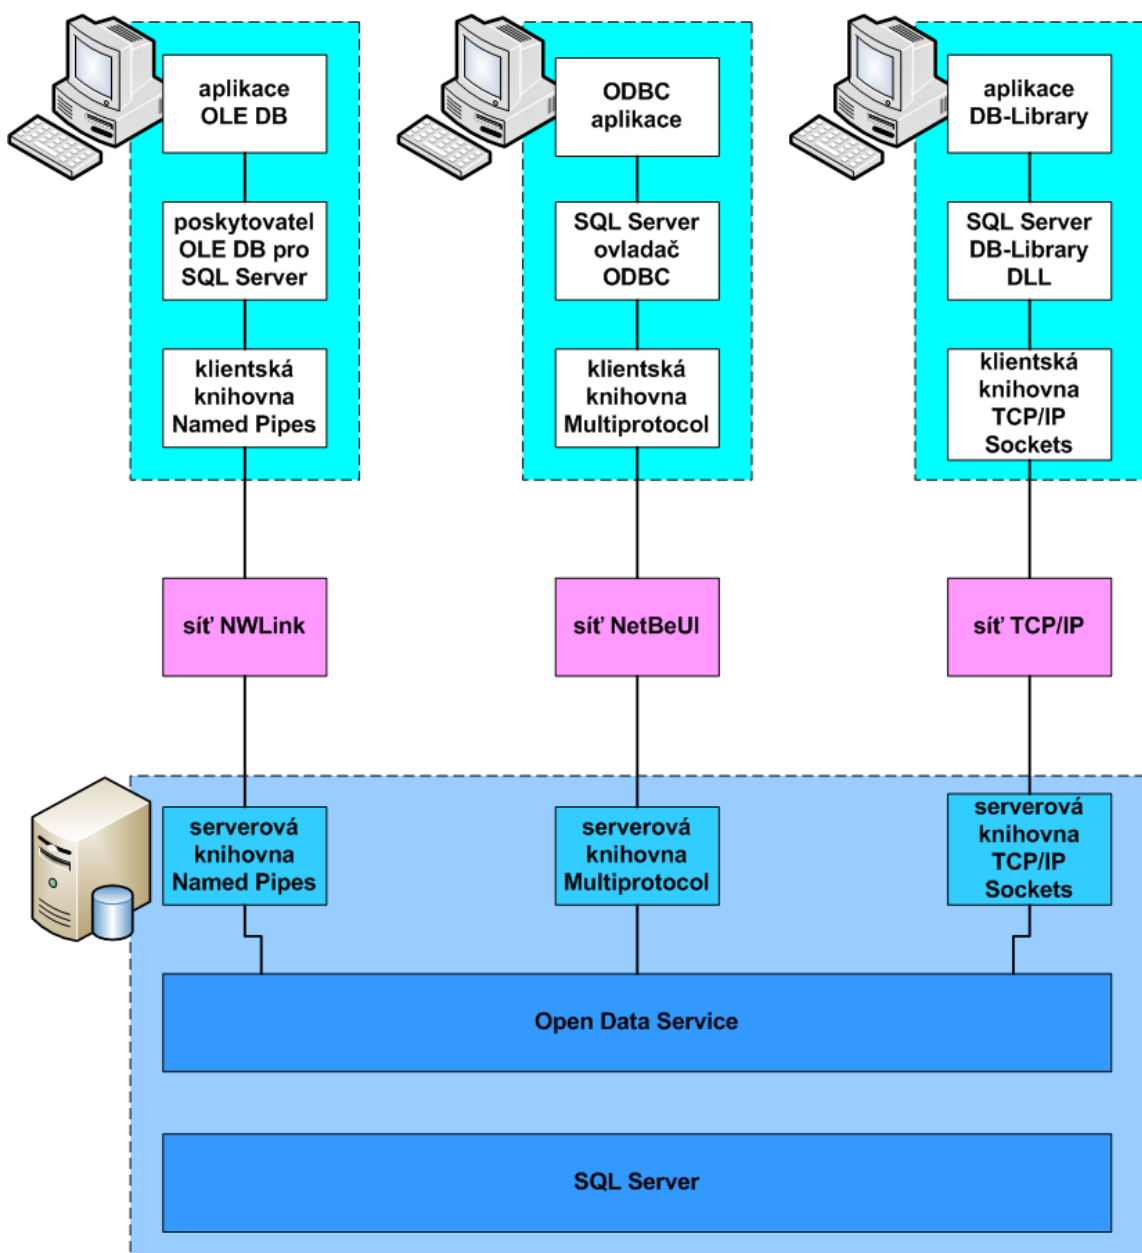 aplikace
OLE DB
ODBC
aplikace
aplikace
DB-Library
poskytovatel
OLE DB pro
SQL Server
SQL Server
ovladač
ODBC
SQL Server
DB-Library
DLL
klientská
knihovna
Named Pipes
klientská
knihovna
Multiprotocol
klientská
knihovna
TCP/IP
Sockets
síť NWLink
síť NetBeUI
síť TCP/IP
serverová
knihovna
Named Pipes
serverová
knihovna
Multiprotocol
serverová
knihovna
TCP/IP
Sockets
Open Data Service
SQL Server